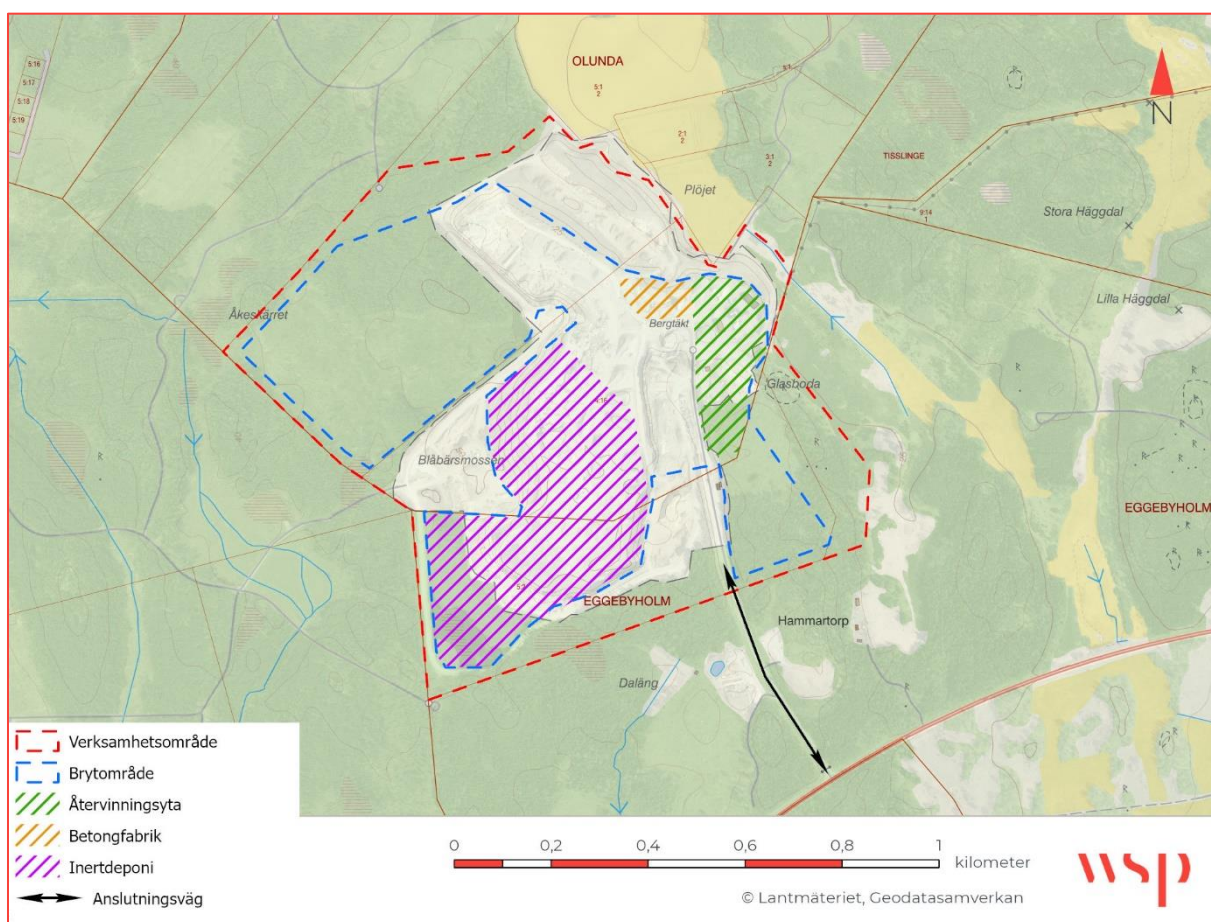 OLUNDA
5:16
5:17
5:18
5:19
5:1
2
2:1
2
3:1
2
N
TISSLINGE
Plöjet
9:14
1
Stora Häggdal
Lilla Häggdal
Åkeskärret
Bergtäkt
Glasboda
Blåbärsmossen
EGGEBYHOLM
EGGEBYHOLM
Hammartorp
Daläng
Verksamhetsområde
Brytområde
Återvinningsyta
Betongfabrik
Inertdeponi
Anslutningsväg
0 0,2 0,4 0,6 0,8 1
kilometer
© Lantmäteriet, Geodatasamverkan
wsp